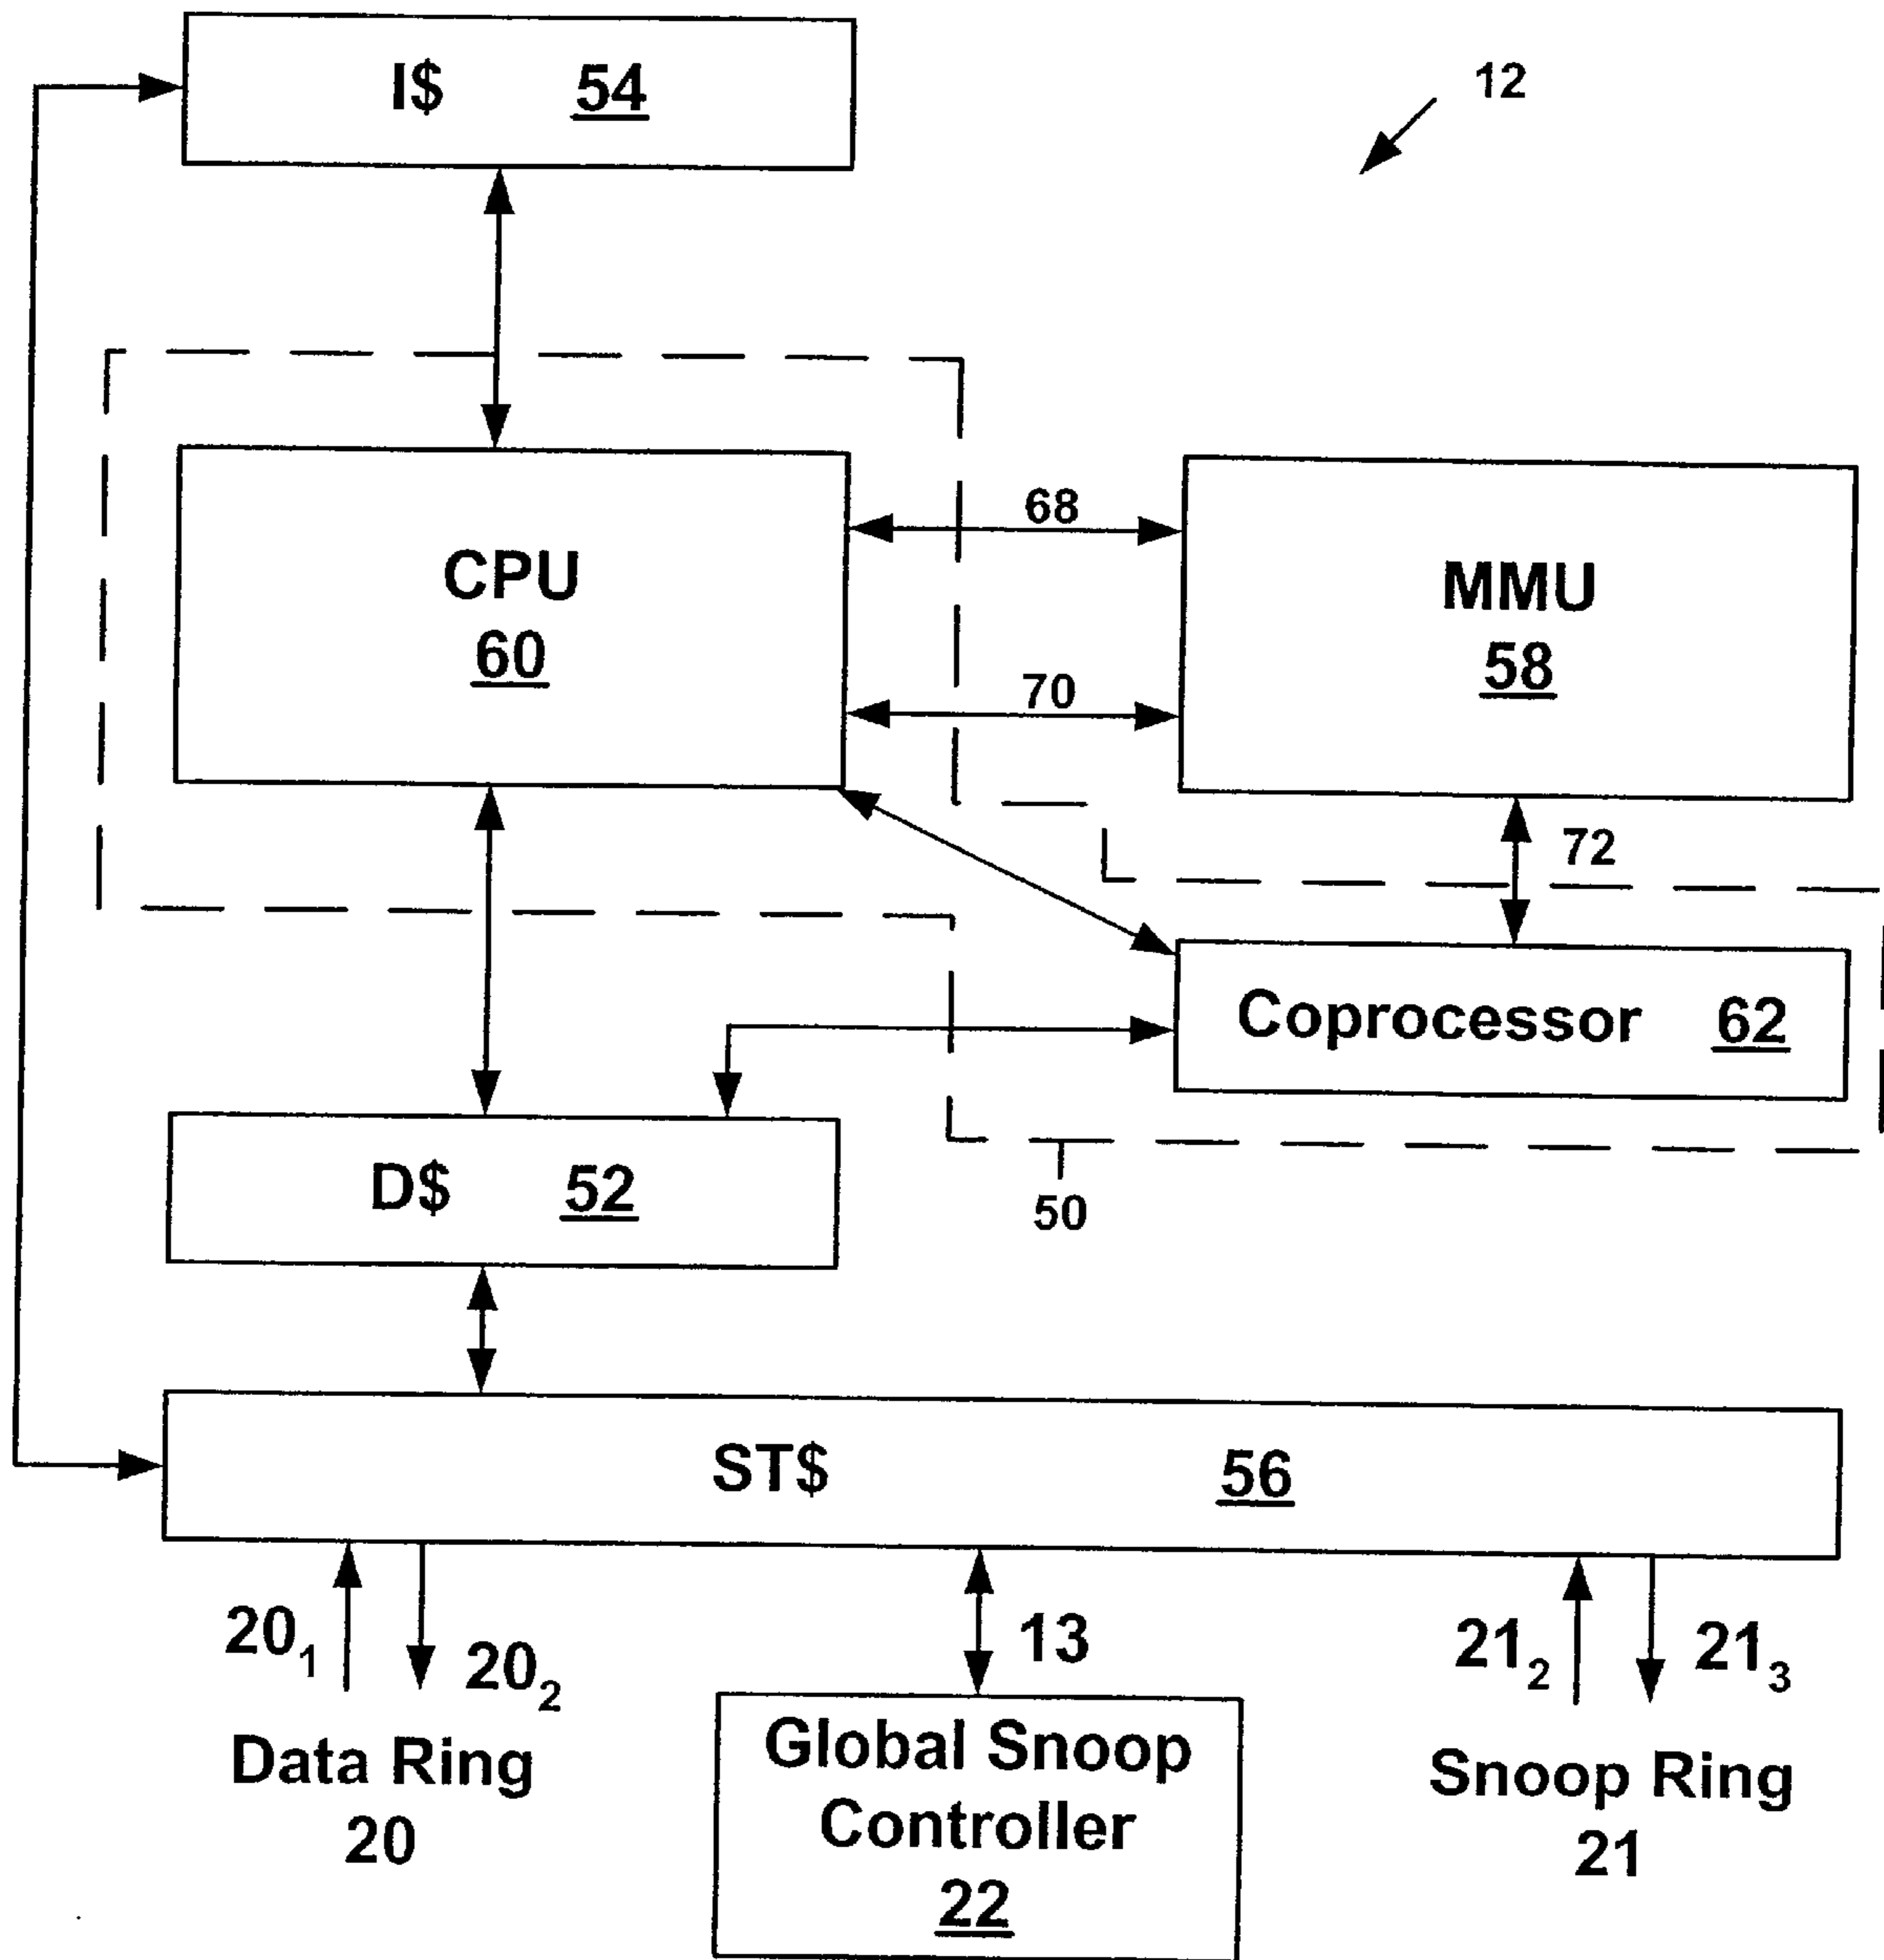 I$ 54
12
CPU
60
68
70
MMU
58
72
Coprocessor 62
D$ 52
50
ST$ 56
20₁
20₂
Data Ring
20
13
Global Snoop
Controller
22
21₂
21₃
Snoop Ring
21